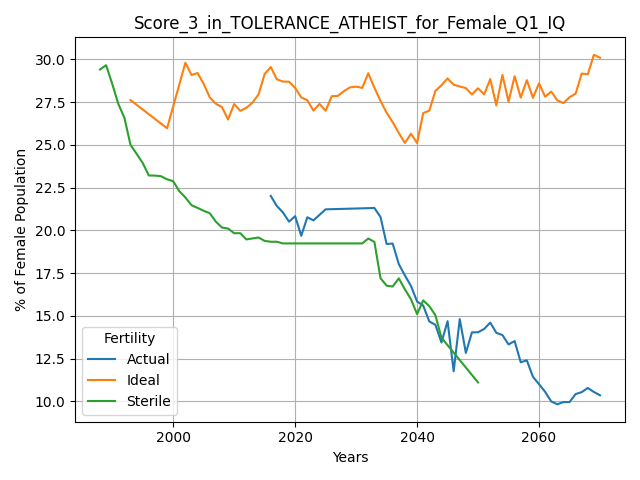 Score_3_in_TOLERANCE_ATHEIST_for_Female_Q1_IQ
% of Female Population
30.0
27.5
25.0
22.5
20.0
17.5
15.0
12.5
10.0
Fertility
Actual
Ideal
Sterile
2000
2020
2040
2060
Years